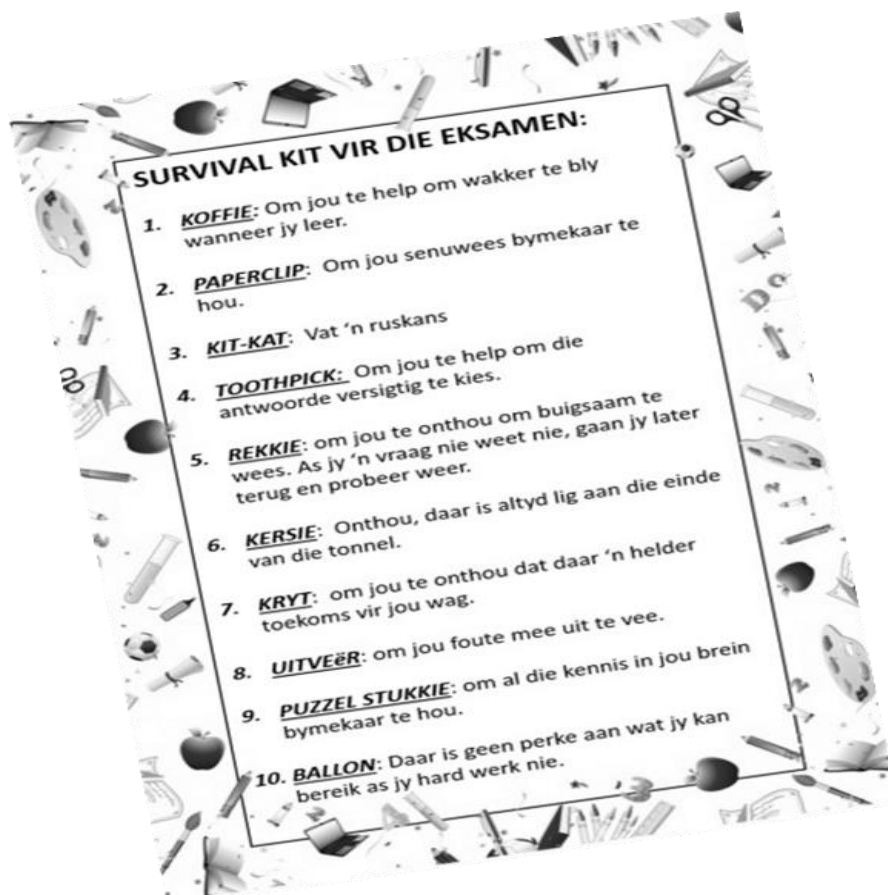 SURVIVAL KIT VIR DIE EKSAMEN:
1. KOFFIE: Om jou te help om wakker te bly
wanneer jy leer.
2. PAPERCLIP: Om jou senuwees bymekaar te
hou.
3. KIT-KAT: Vat ‘n ruskans
4. TOOTHPICK: Om jou te help om die
antwoorde versigtig te kies.
5. REKKIE: om jou te onthou om buigsaam te
wees. As jy ‘n vraag nie weet nie, gaan jy later
terug en probeer weer.
6. KERSIE: Onthou, daar is altyd lig aan die einde
van die tonnel.
7. KRYT: om jou te onthou dat daar ‘n helder
toekoms vir jou wag.
8. UITVEëR: om jou foute mee uit te vee.
9. PUZZEL STUKKIE: om al die kennis in jou brein
bymekaar te hou.
10. BALLON: Daar is geen perke aan wat jy kan
bereik as jy hard werk nie.